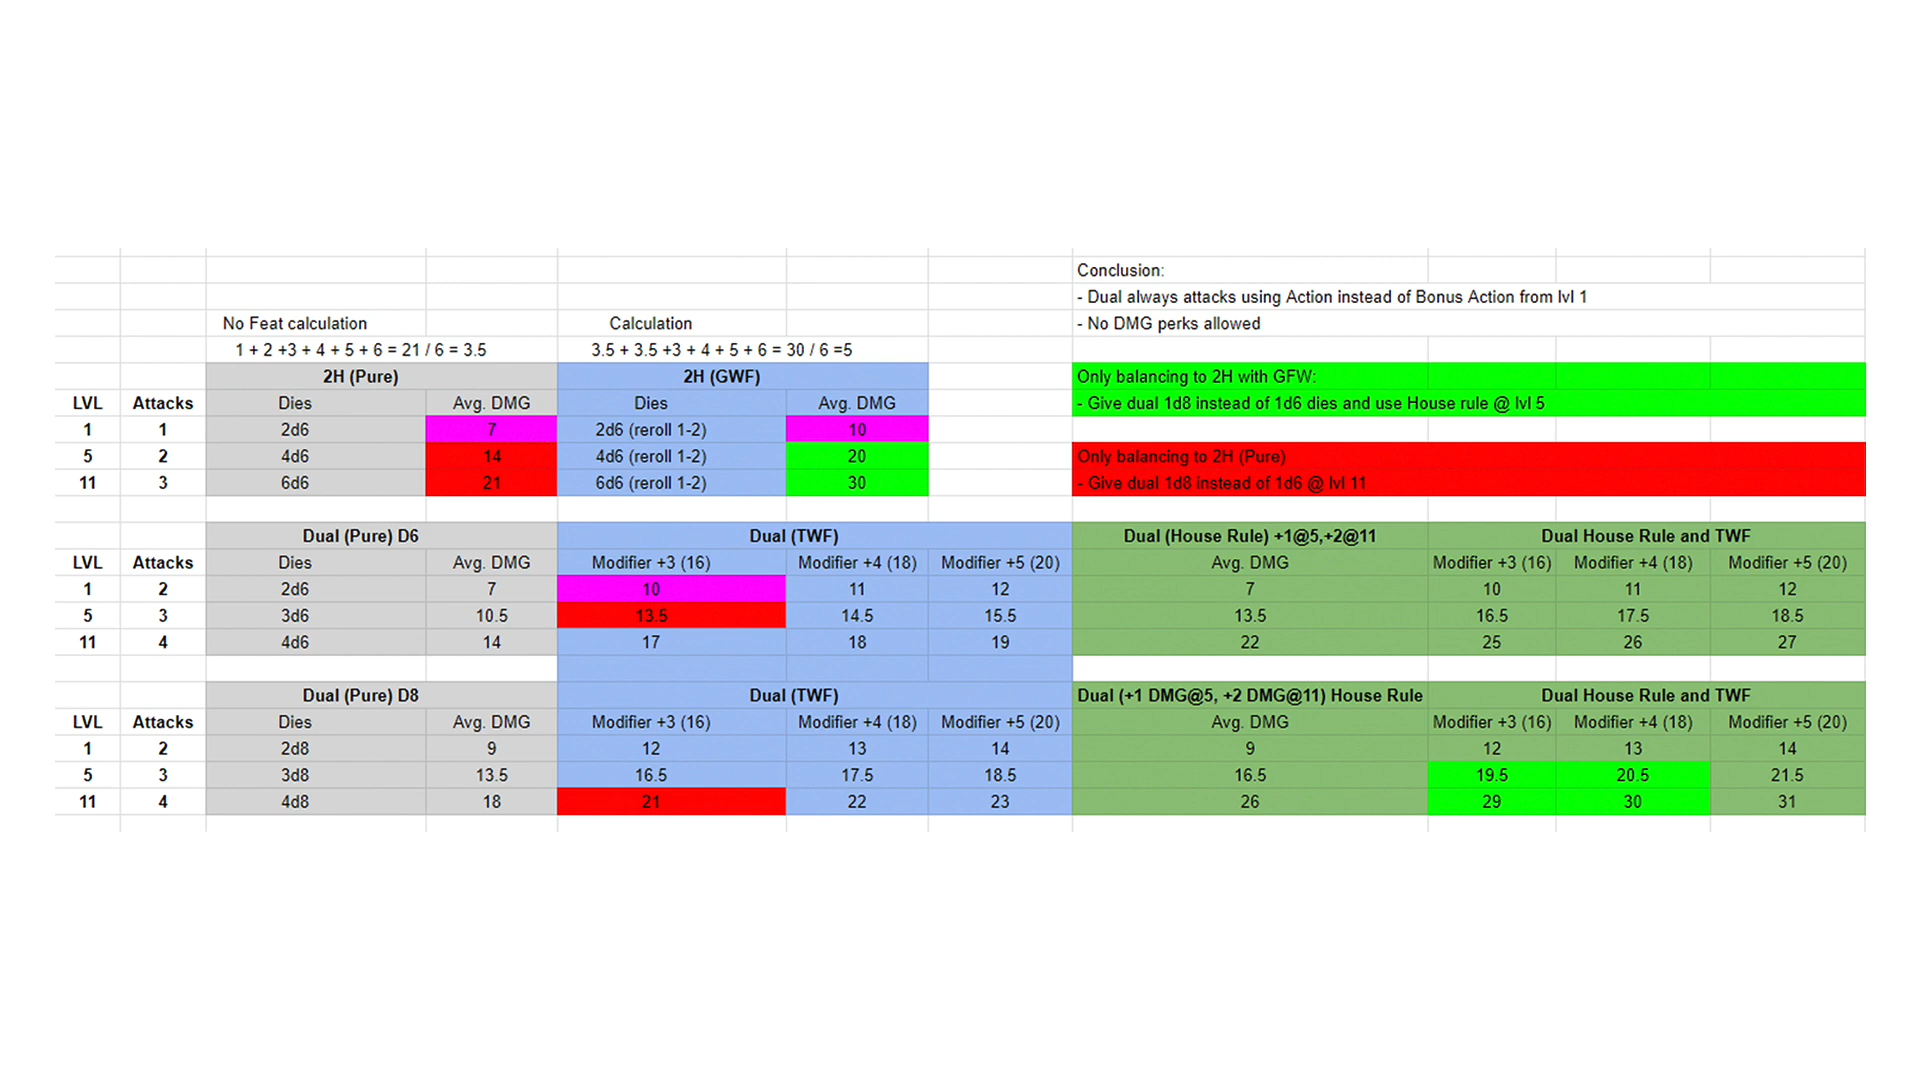 Conclusion:
- Dual always attacks using Action instead of Bonus Action from lvl 1
No Feat calculation Calculation - No DMG perks allowed
1 + 2 +3 + 4 + 5 + 6 = 21 / 6 = 3.5 3.5 + 3.5 +3 + 4 + 5 + 6 = 30 / 6 =5
2H (Pure) 2H (GWF) Only balancing to 2H with GFW:
LVL Attacks Dies Avg. DMG Dies Avg. DMG - Give dual 1d8 instead of 1d6 dies and use House rule @ lvl 5
1 1 2d6 7 2d6 (reroll 1-2) 10
5 2 4d6 14 4d6 (reroll 1-2) 20 Only balancing to 2H (Pure)
11 3 6d6 21 6d6 (reroll 1-2) 30 - Give dual 1d8 instead of 1d6 @ lvl 11
Dual (Pure) D6 Dual (TWF) Dual (House Rule) +1@5,+2@11 Dual House Rule and TWF
LVL Attacks Dies Avg. DMG Modifier +3 (16) Modifier +4 (18) Modifier +5 (20) Avg. DMG Modifier +3 (16) Modifier +4 (18) Modifier +5 (20)
1 2 2d6 7 10 11 12 7 10 11 12
5 3 3d6 10.5 13.5 14.5 15.5 13.5 16.5 17.5 18.5
11 4 4d6 14 17 18 19 22 25 26 27
Dual (Pure) D8 Dual (TWF) Dual (+1 DMG@5, +2 DMG@11) House Rule Dual House Rule and TWF
LVL Attacks Dies Avg. DMG Modifier +3 (16) Modifier +4 (18) Modifier +5 (20) Avg. DMG Modifier +3 (16) Modifier +4 (18) Modifier +5 (20)
1 2 2d8 9 12 13 14 9 12 13 14
5 3 3d8 13.5 16.5 17.5 18.5 16.5 19.5 20.5 21.5
11 4 4d8 18 21 22 23 26 29 30 31